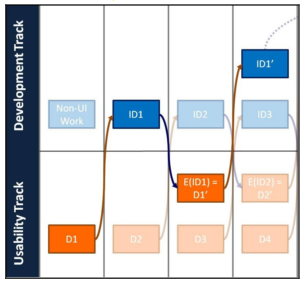 Development Track
ID1'
Non-UI
Work
ID1
ID2
ID3
Usability Track
E(ID1) =
D1'
E(ID2) =
D2'
D1
D2
D3
D4